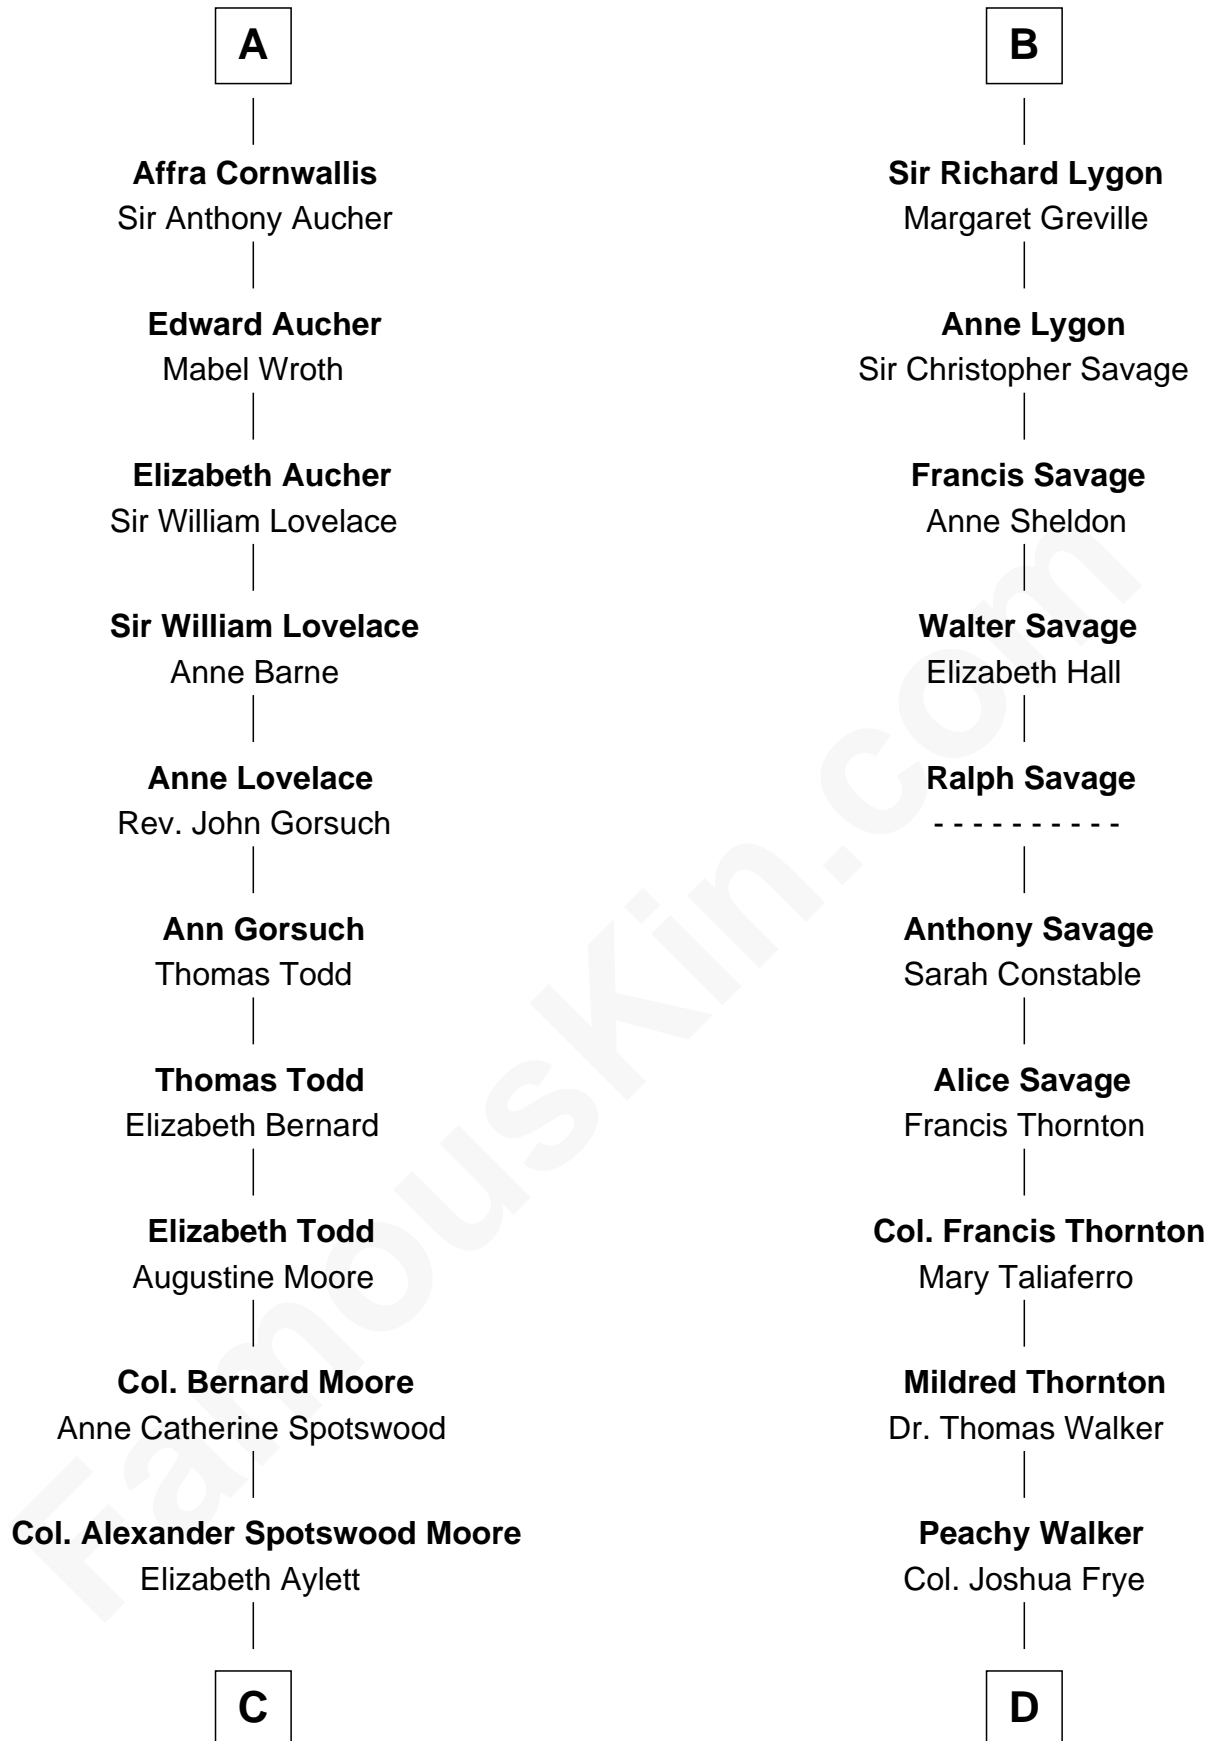 A
Affra Cornwallis
Sir Anthony Aucher
Edward Aucher
Mabel Wroth
Elizabeth Aucher
Sir William Lovelace
Sir William Lovelace
Anne Barne
Anne Lovelace
Rev. John Gorsuch
Ann Gorsuch
Thomas Todd
Thomas Todd
Elizabeth Bernard
Elizabeth Todd
Augustine Moore
Col. Bernard Moore
Anne Catherine Spotswood
Col. Alexander Spotswood Moore
Elizabeth Aylett
C
B
Sir Richard Lygon
Margaret Greville
Anne Lygon
Sir Christopher Savage
Francis Savage
Anne Sheldon
Walter Savage
Elizabeth Hall
Ralph Savage
- - - - - - - - - -
Anthony Savage
Sarah Constable
Alice Savage
Francis Thornton
Col. Francis Thornton
Mary Taliaferro
Mildred Thornton
Dr. Thomas Walker
Peachy Walker
Col. Joshua Frye
D
FamousKin.com